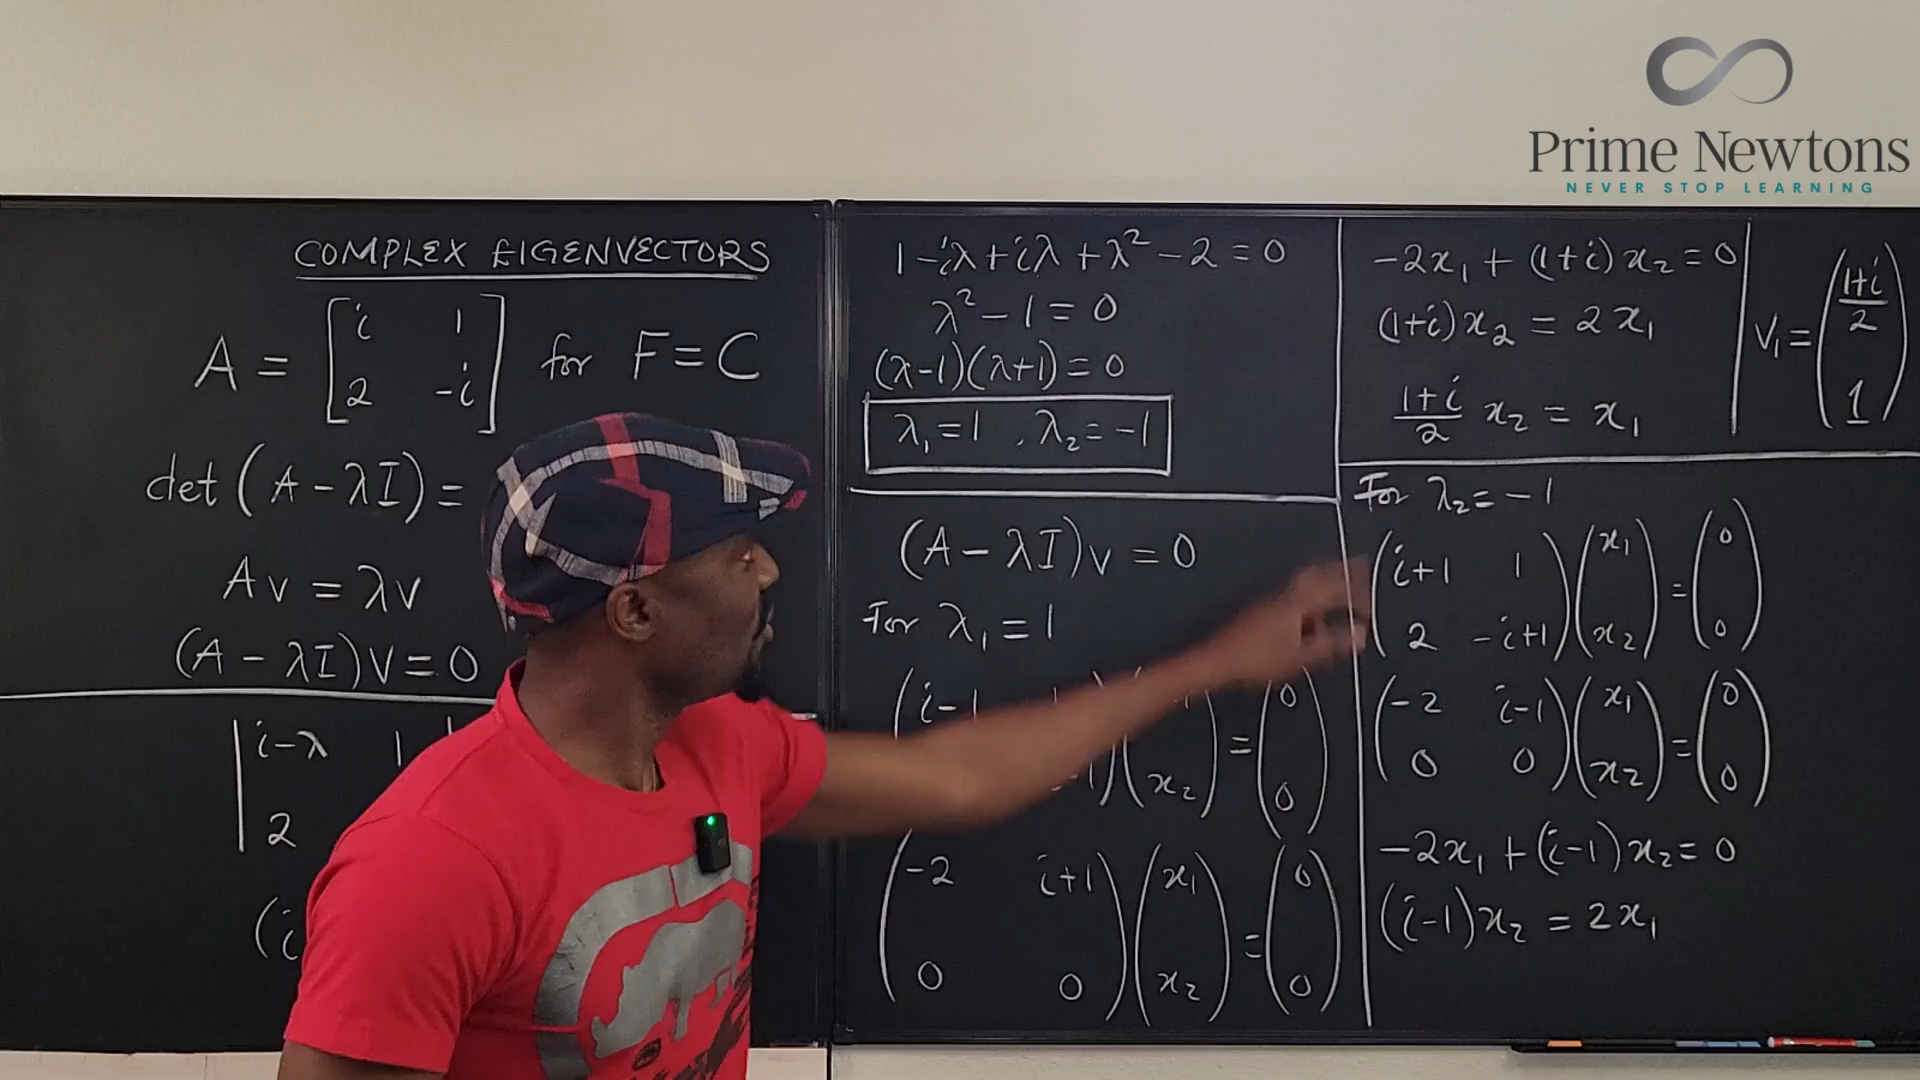 Prime Newtons
NEVER STOP LEARNING
COMPLEX EIGENVECTORS
A = [i 1
2 -i] for F=C
det(A-λI)=
Av = λv
(A-λI)v=0
|i-λ 1|
2
(i
1-iλ+iλ+λ²-2=0
λ²-1=0
(λ-1)(λ+1)=0
λ₁=1, λ₂=-1
(A-λI)v=0
For λ₁=1
(i-1
x₂) = (0
0)
(-2 i+1
0 0)(x₁
x₂) = (0
0)
-2x₁+(1+i)x₂=0
(1+i)x₂=2x₁
1+i/2 x₂=x₁
v₁=(1+i/2
1)
For λ₂=-1
(i+1 1
2 -i+1)(x₁
x₂)=(0
0)
(-2 i-1
0 0)(x₁
x₂)=(0
0)
-2x₁+(i-1)x₂=0
(i-1)x₂=2x₁